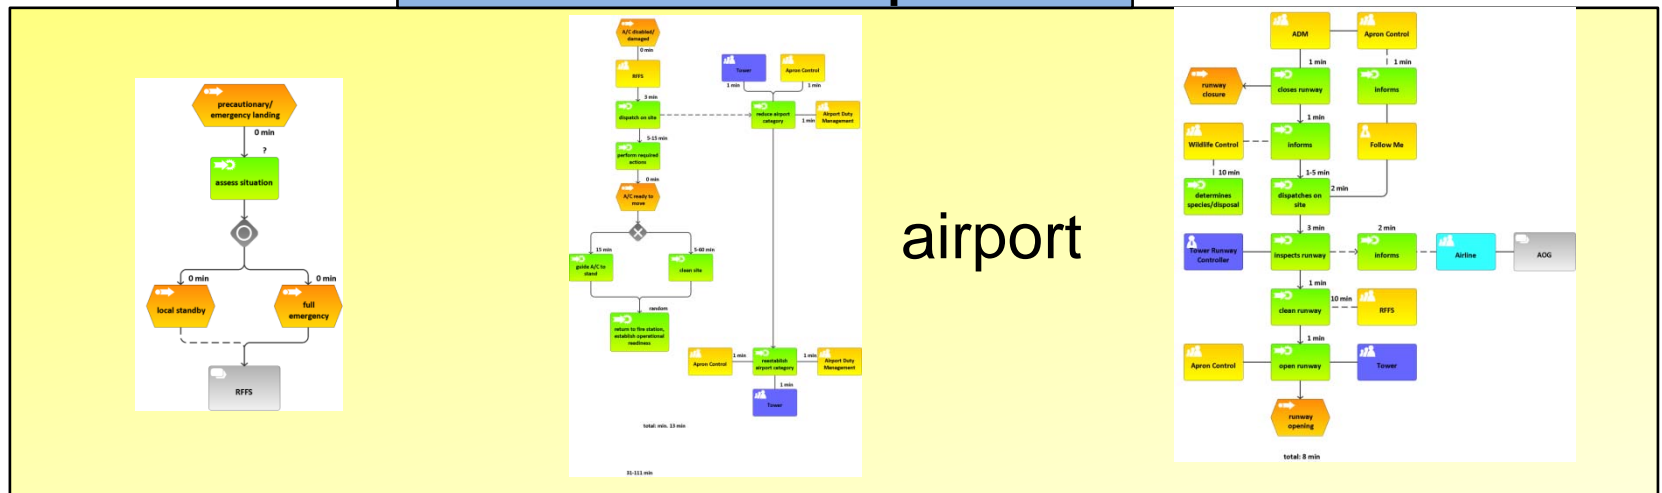 precautionary/
emergency landing
0 min
?
assess situation
0 min
0 min
local standby
full
emergency
RFFS
A/C disabled/
damaged
0 min
RFFS
3 min
dispatch on site
5-15 min
perform required
actions
0 min
A/C ready to
move
15 min
5-60 min
guide A/C to
stand
clean site
random
return to fire station,
establish operational
readiness
Tower
Apron Control
1 min
1 min
reduce airport
category
1 min
Airport Duty
Management
Apron Control
1 min
reestablish
airport category
1 min
Airport Duty
Management
1 min
Tower
total: min. 13 min
31-111 min
airport
ADM
Apron Control
1 min
1 min
runway
closure
closes runway
informs
1 min
Wildlife Control
informs
Follow Me
10 min
1-5 min
determines
species/disposal
dispatches on
site
2 min
3 min
2 min
Tower Runway
Controller
inspects runway
informs
Airline
AOG
1 min
clean runway
10 min
RFFS
1 min
Apron Control
open runway
Tower
runway
opening
total: 8 min